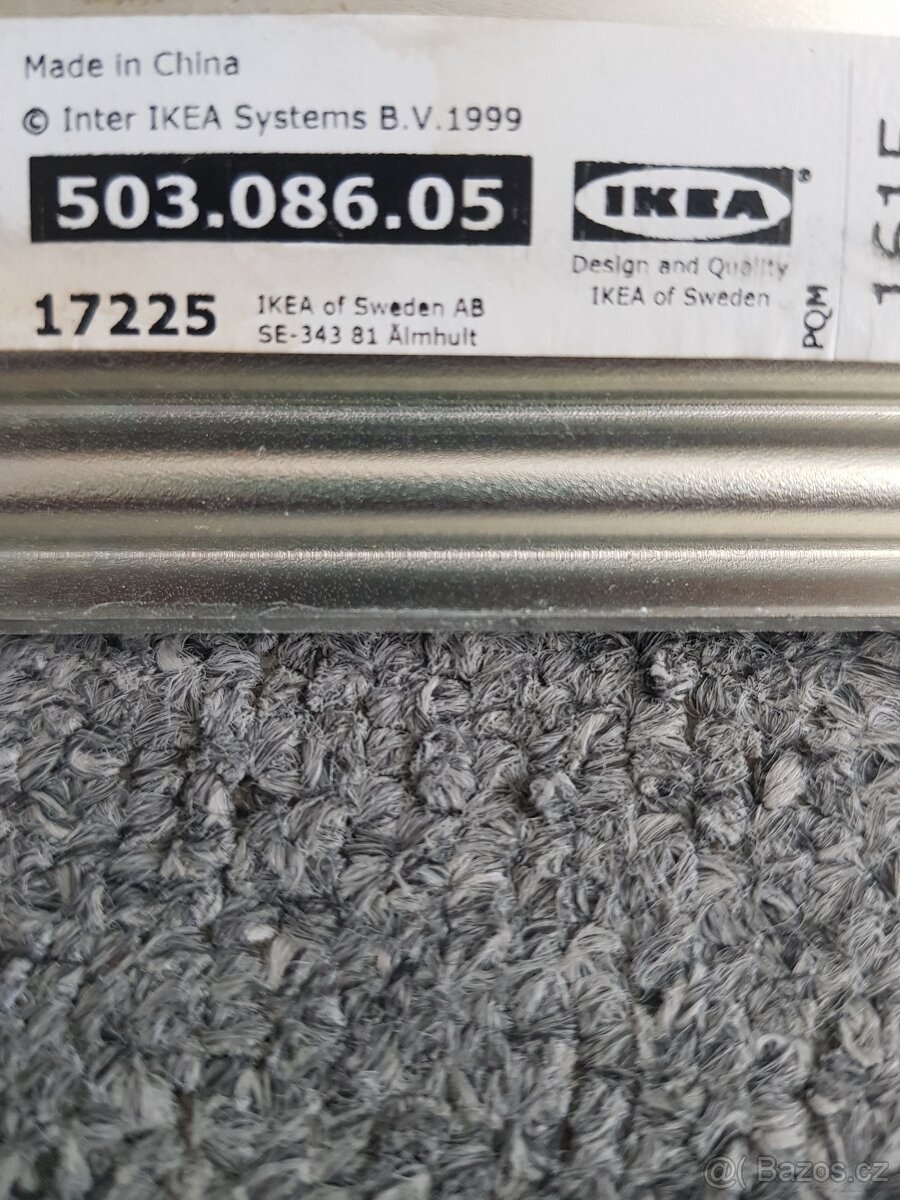 Made in China
© Inter IKEA Systems B.V.1999
503.086.05
IKEA®
Design and Quality
IKEA of Sweden
17225
IKEA of Sweden AB
SE-343 81 Älmhult
PQM
@( Bazos.cz